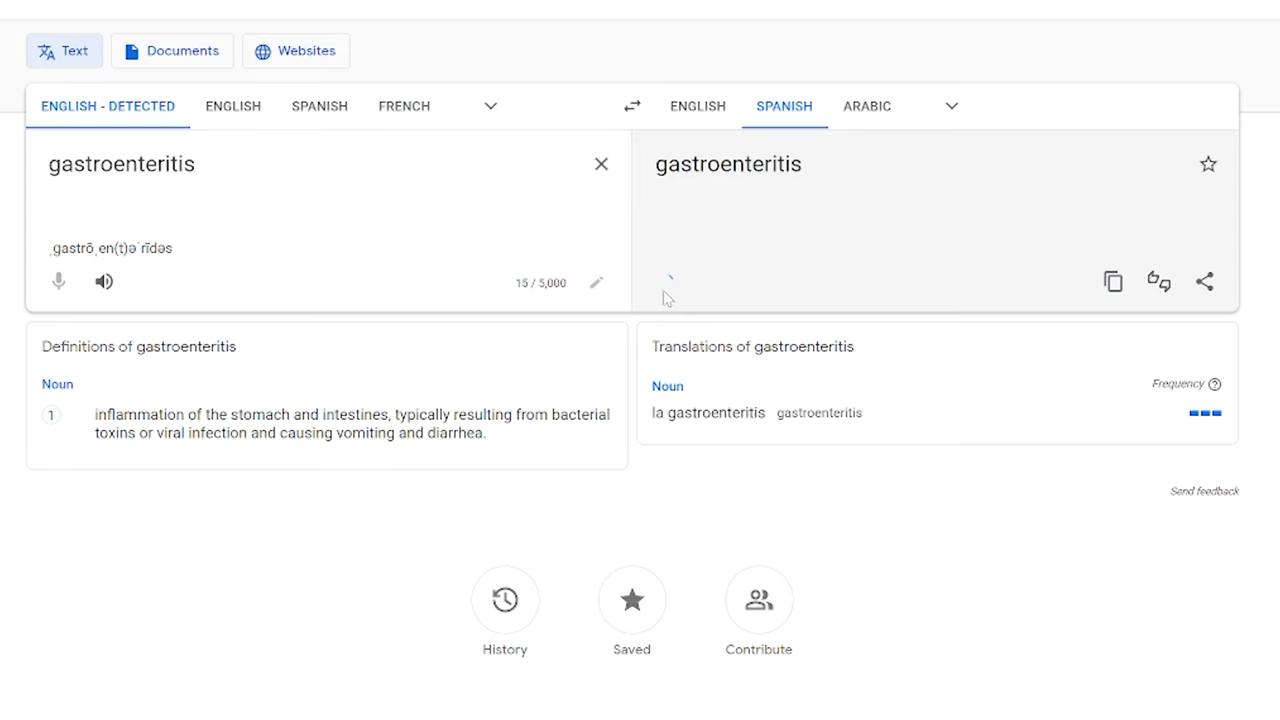 Text Documents Websites
ENGLISH - DETECTED ENGLISH SPANISH FRENCH ENGLISH SPANISH ARABIC
gastroenteritis
gastroenteritis
ˌgastrōˌen(t)əˈrīdəs
15 / 5,000
Definitions of gastroenteritis
Noun
1 inflammation of the stomach and intestines, typically resulting from bacterial
toxins or viral infection and causing vomiting and diarrhea.
Translations of gastroenteritis
Noun Frequency
la gastroenteritis gastroenteritis
Send feedback
History Saved Contribute